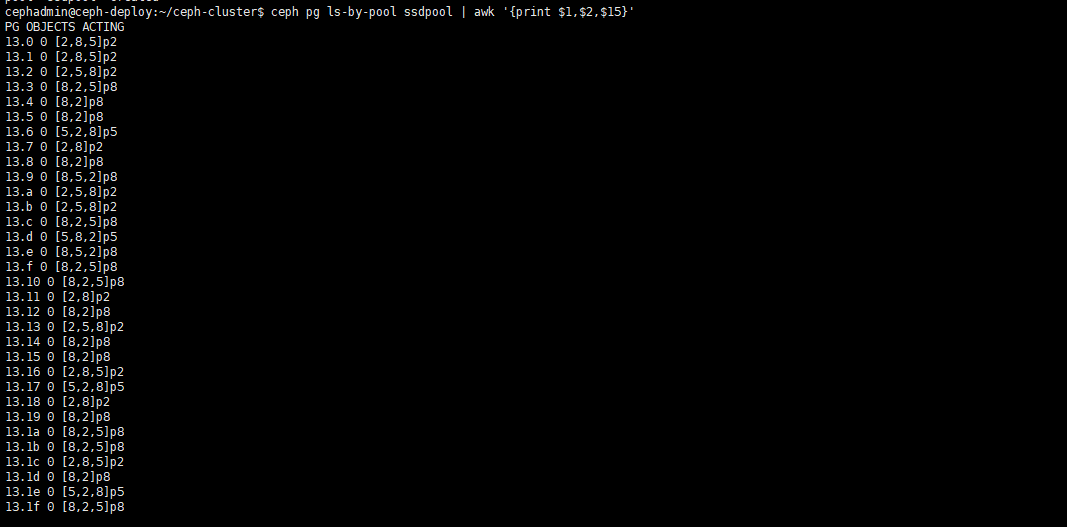 cephadmin@ceph-deploy:~/ceph-cluster$ ceph pg ls-by-pool ssdpool | awk '{print $1,$2,$15}'
PG OBJECTS ACTING
13.0 0 [2,8,5]p2
13.1 0 [2,8,5]p2
13.2 0 [2,5,8]p2
13.3 0 [8,2,5]p8
13.4 0 [8,2]p8
13.5 0 [8,2]p8
13.6 0 [5,2,8]p5
13.7 0 [2,8]p2
13.8 0 [8,2]p8
13.9 0 [8,5,2]p8
13.a 0 [2,5,8]p2
13.b 0 [2,5,8]p2
13.c 0 [8,2,5]p8
13.d 0 [5,8,2]p5
13.e 0 [8,5,2]p8
13.f 0 [8,2,5]p8
13.10 0 [8,2,5]p8
13.11 0 [2,8]p2
13.12 0 [8,2]p8
13.13 0 [2,5,8]p2
13.14 0 [8,2]p8
13.15 0 [8,2]p8
13.16 0 [2,8,5]p2
13.17 0 [5,2,8]p5
13.18 0 [2,8]p2
13.19 0 [8,2]p8
13.1a 0 [8,2,5]p8
13.1b 0 [8,2,5]p8
13.1c 0 [2,8,5]p2
13.1d 0 [8,2]p8
13.1e 0 [5,2,8]p5
13.1f 0 [8,2,5]p8